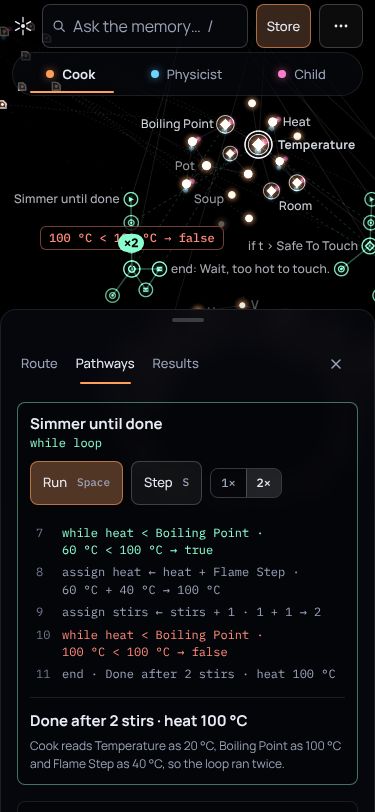 Ask the memory... /
Store
Cook
Physicist
Child
Boiling Point
Heat
Temperature
Pot
Soup
Room
Simmer until done
×2
→ false
if t > Safe To Touch
end: Wait, too hot to touch.
Route
Pathways
Results
Simmer until done
while loop
Run Space
Step S
1×
2×
7 while heat < Boiling Point ·
60 °C < 100 °C → true
8 assign heat ← heat + Flame Step ·
60 °C + 40 °C → 100 °C
9 assign stirs ← stirs + 1 · 1 + 1 → 2
10 while heat < Boiling Point ·
100 °C < 100 °C → false
11 end · Done after 2 stirs · heat 100 °C
Done after 2 stirs · heat 100 °C
Cook reads Temperature as 20 °C, Boiling Point as 100 °C
and Flame Step as 40 °C, so the loop ran twice.